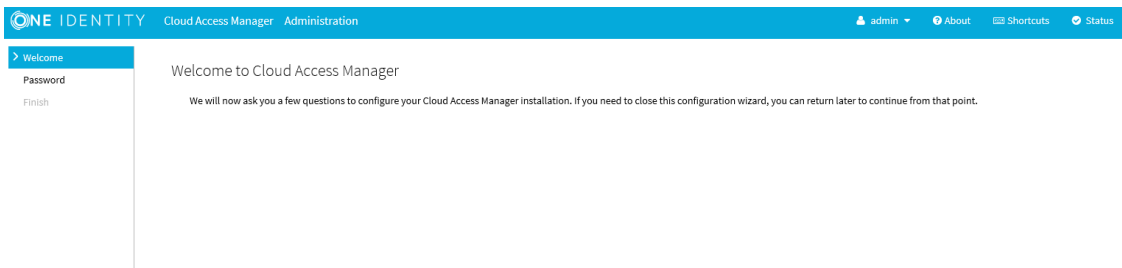 ONE IDENTITY Cloud Access Manager Administration admin About Shortcuts Status
Welcome
Password
Finish
Welcome to Cloud Access Manager
We will now ask you a few questions to configure your Cloud Access Manager installation. If you need to close this configuration wizard, you can return later to continue from that point.